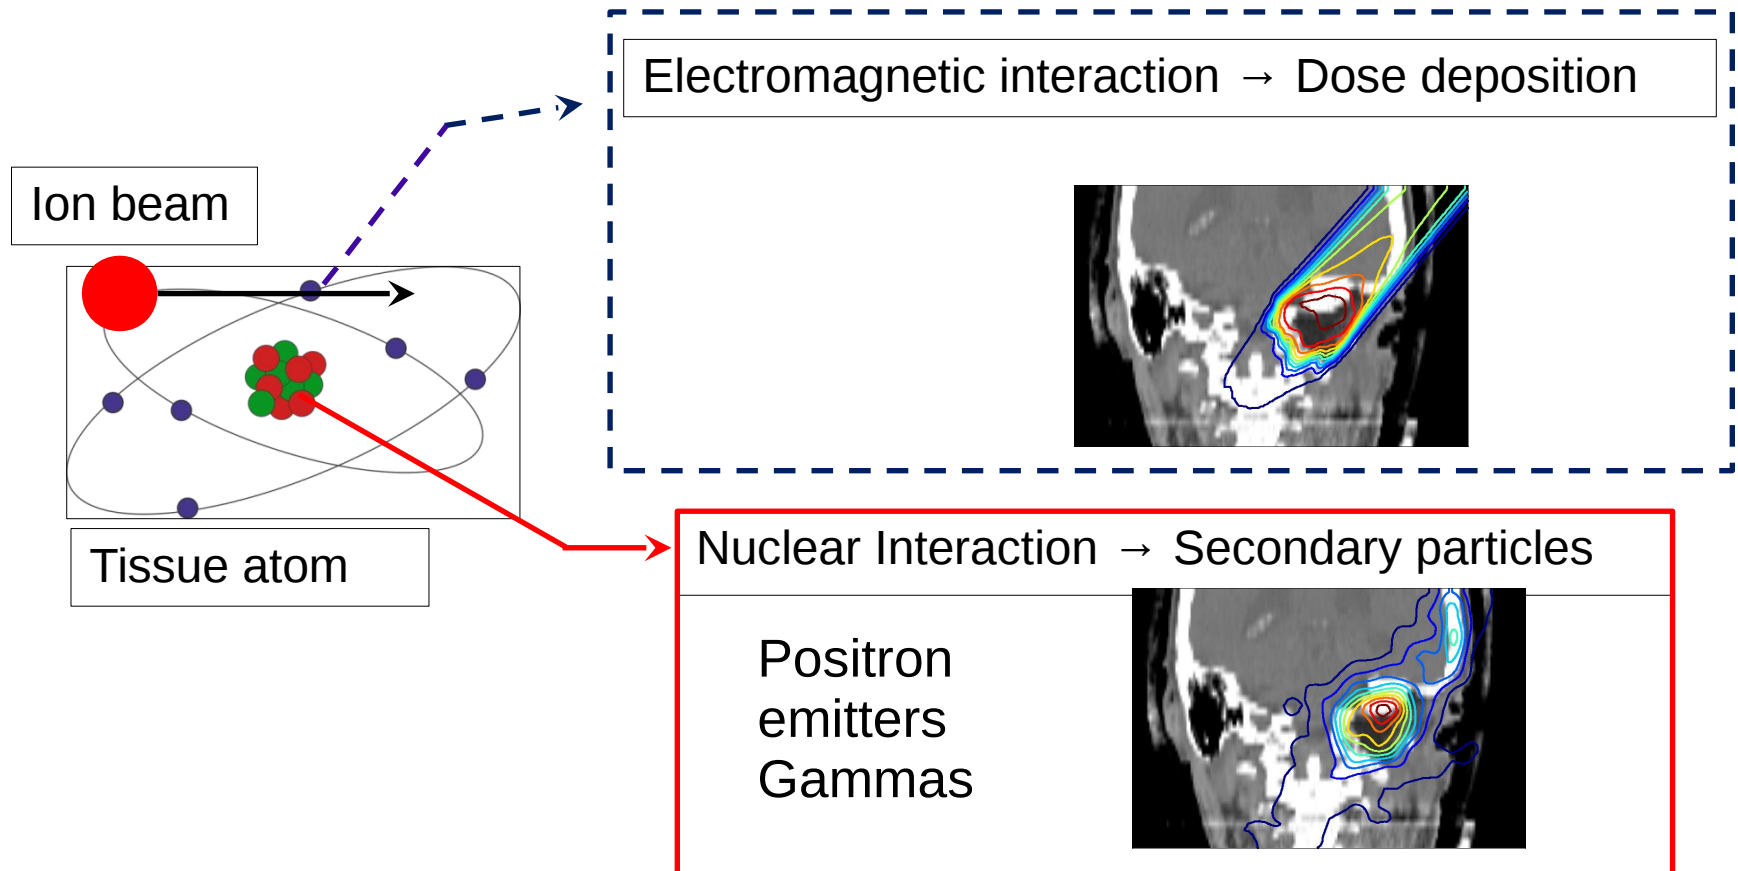 Electromagnetic interaction → Dose deposition
Ion beam
Tissue atom
Nuclear Interaction → Secondary particles
Positron
emitters
Gammas